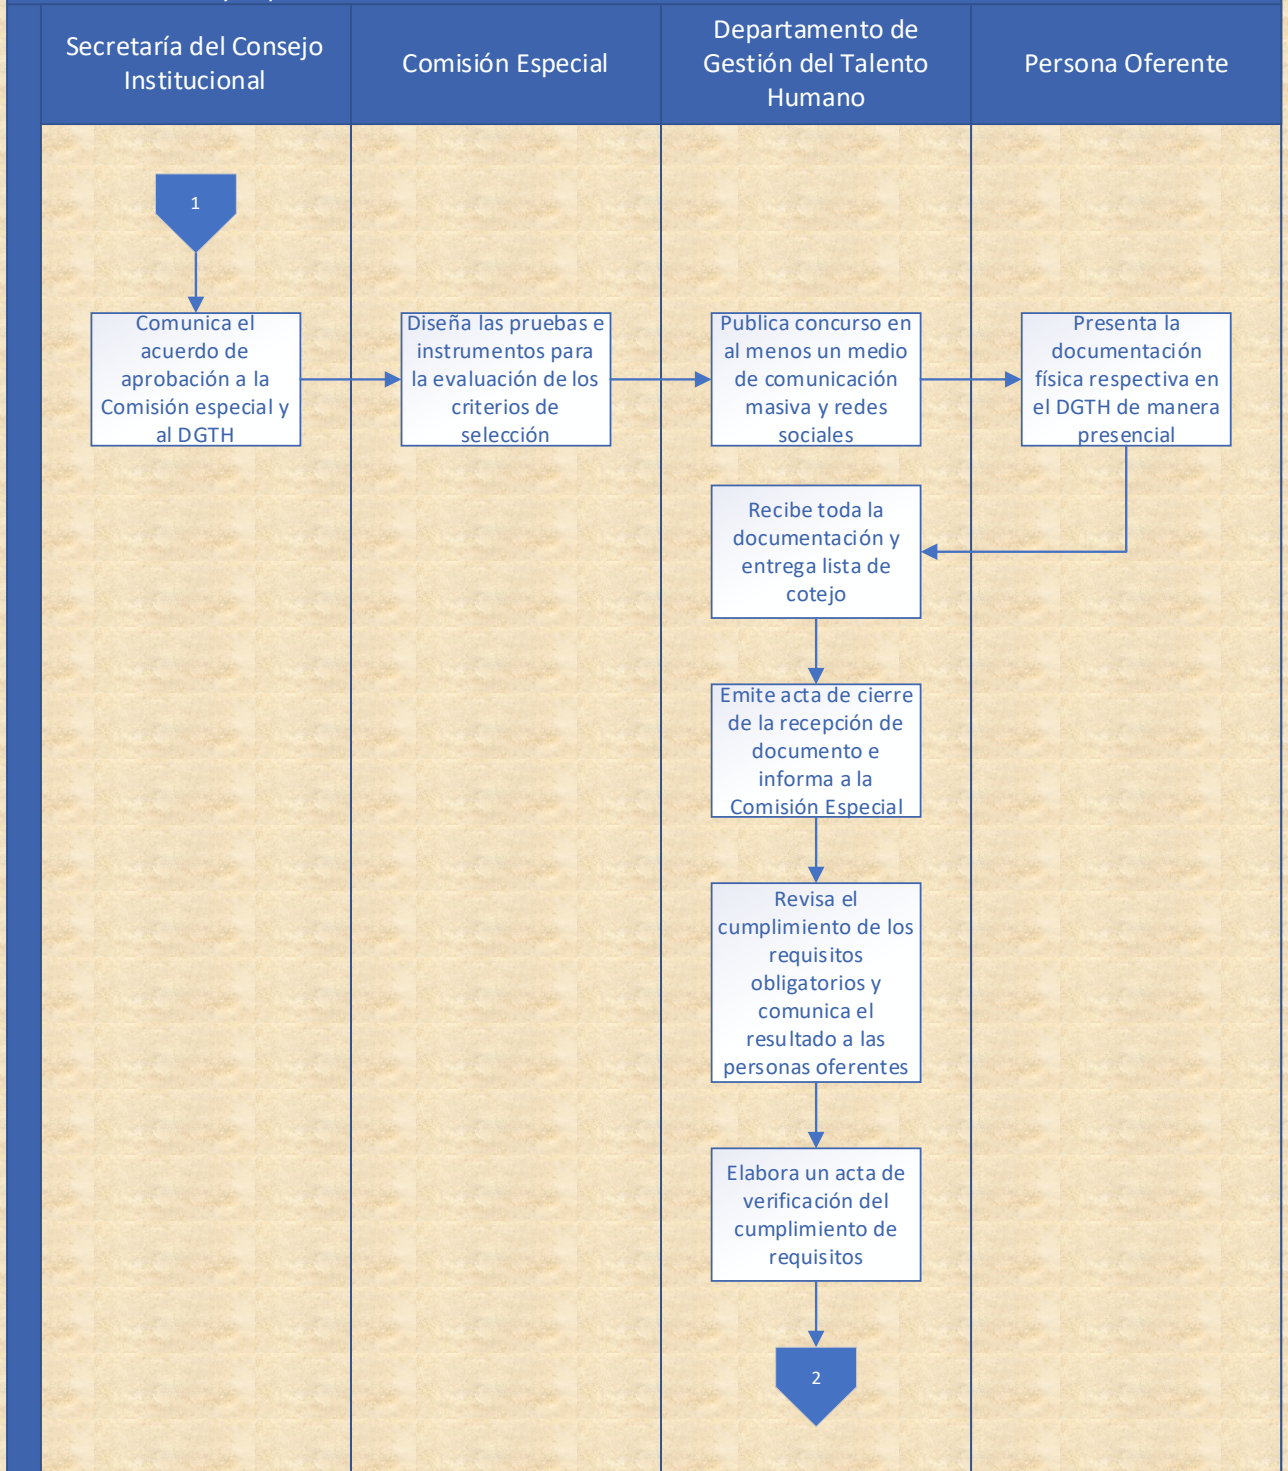 Secretaría del Consejo
Institucional
Comisión Especial
Departamento de
Gestión del Talento
Humano
Persona Oferente
1
Comunica el
acuerdo de
aprobación a la
Comisión especial y
al DGTH
Diseña las pruebas e
instrumentos para
la evaluación de los
criterios de
selección
Publica concurso en
al menos un medio
de comunicación
masiva y redes
sociales
Presenta la
documentación
física respectiva en
el DGTH de manera
presencial
Recibe toda la
documentación y
entrega lista de
cotejo
Emite acta de cierre
de la recepción de
documento e
informa a la
Comisión Especial
Revisa el
cumplimiento de los
requisitos
obligatorios y
comunica el
resultado a las
personas oferentes
Elabora un acta de
verificación del
cumplimiento de
requisitos
2